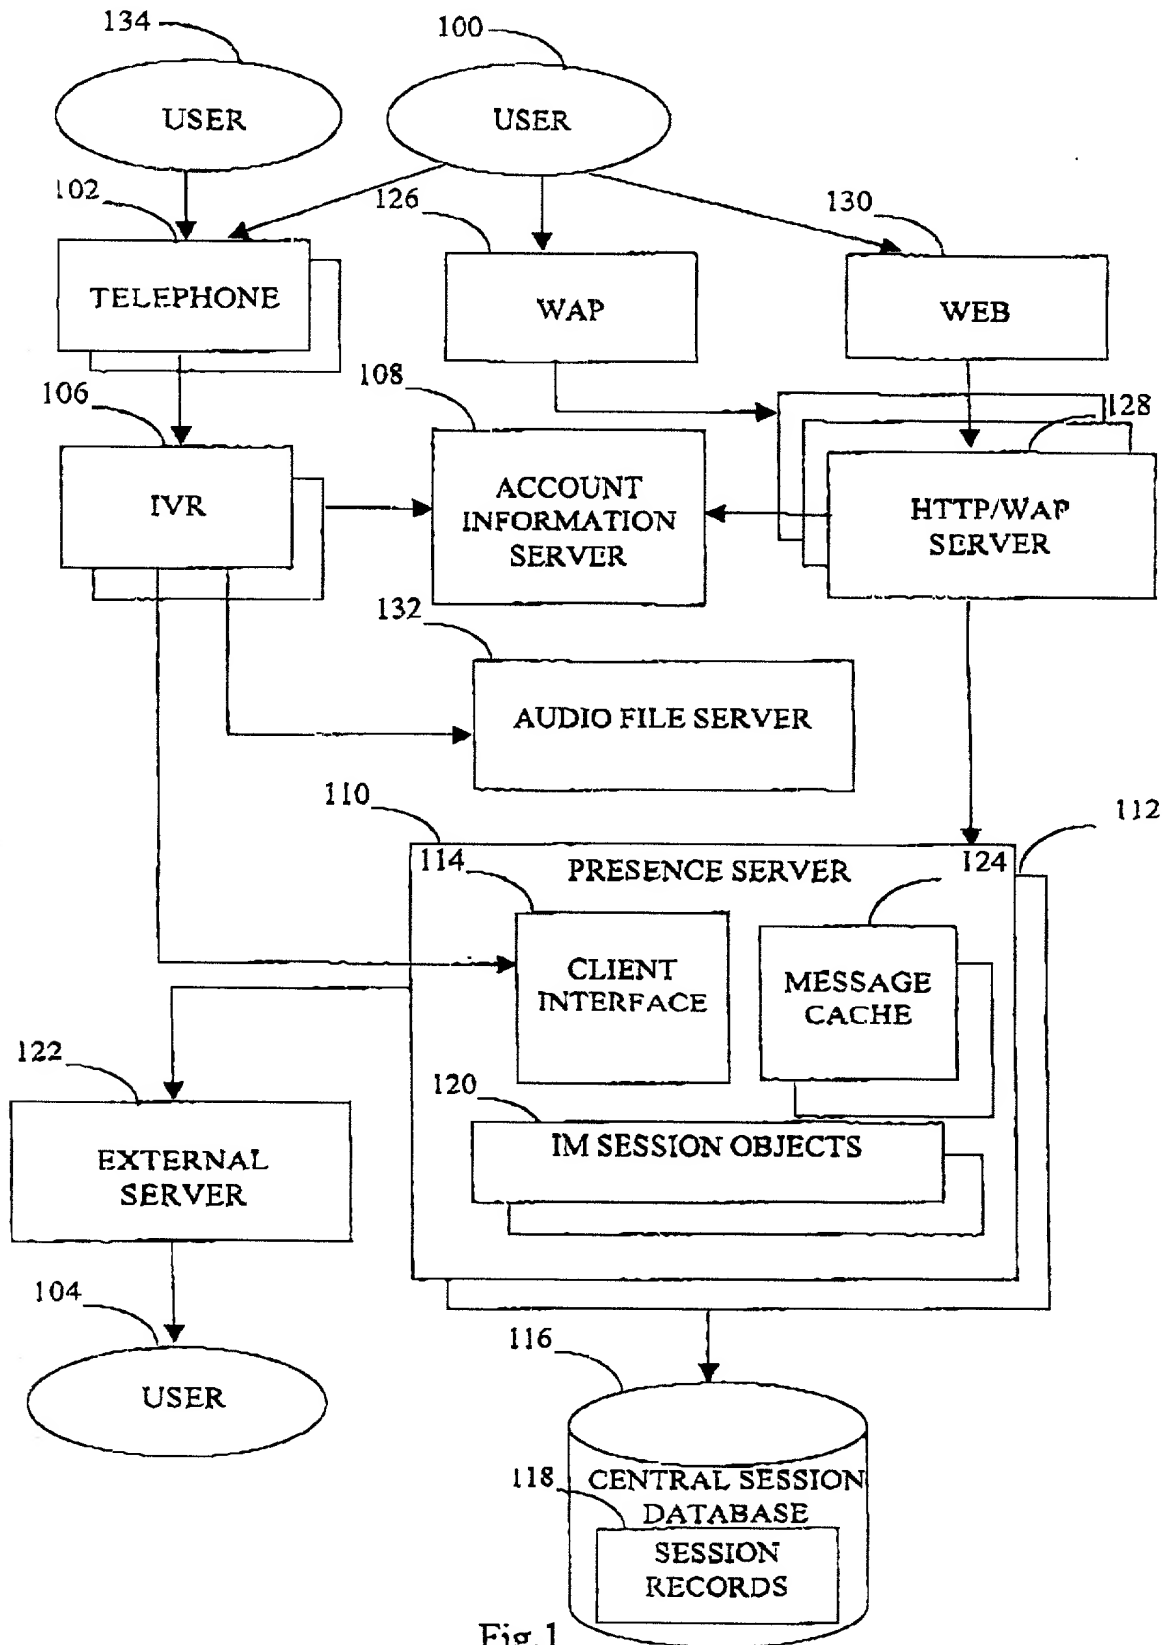 134
100
USER
USER
102
126
130
TELEPHONE
WAP
WEB
106
108
128
IVR
ACCOUNT
INFORMATION
SERVER
HTTP/WAP
SERVER
132
AUDIO FILE SERVER
110
112
114
PRESENCE SERVER
124
CLIENT
INTERFACE
MESSAGE
CACHE
122
120
IM SESSION OBJECTS
EXTERNAL
SERVER
104
USER
116
118
CENTRAL SESSION
DATABASE
SESSION
RECORDS
Fig.1